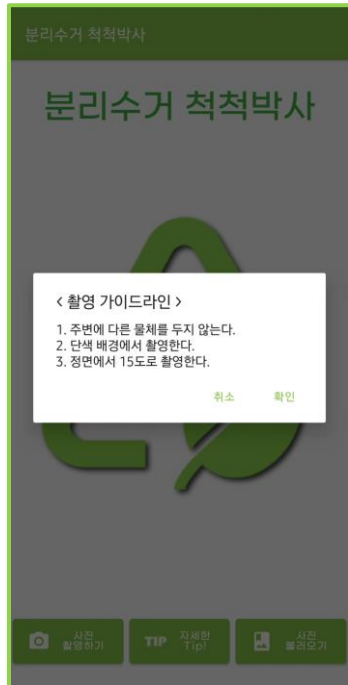 분리수거 척척박사
분리수거 척척박사
< 촬영 가이드라인 >
1. 주변에 다른 물체를 두지 않는다.
2. 단색 배경에서 촬영한다.
3. 정면에서 15도로 촬영한다.
취소 확인
사진
촬영하기
TIP 자세한
Tip!
사진
불러오기